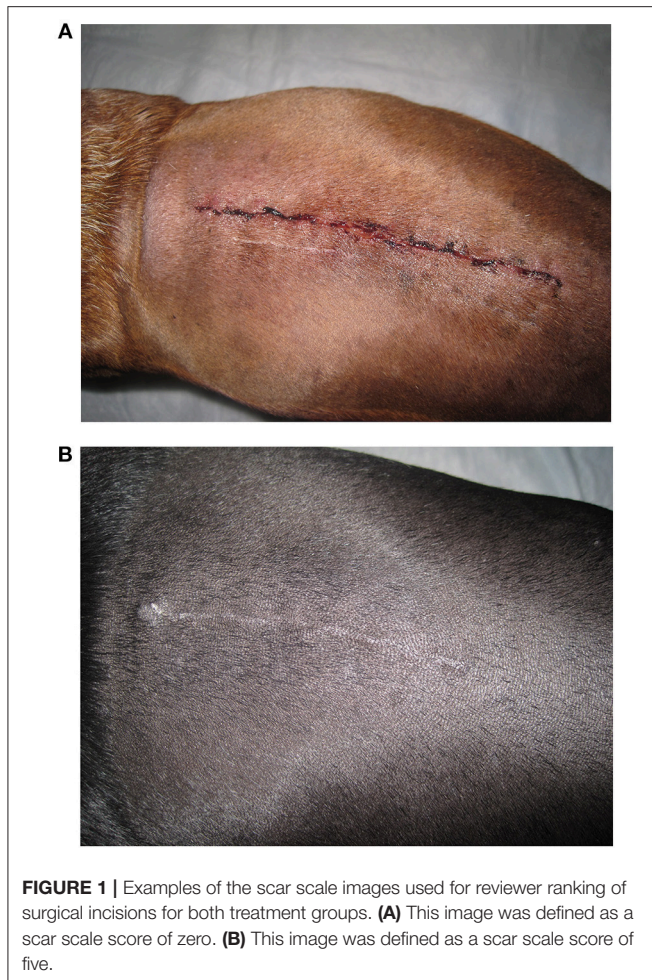 A
B
FIGURE 1 | Examples of the scar scale images used for reviewer ranking of
surgical incisions for both treatment groups. (A) This image was defined as a
scar scale score of zero. (B) This image was defined as a scar scale score of
five.